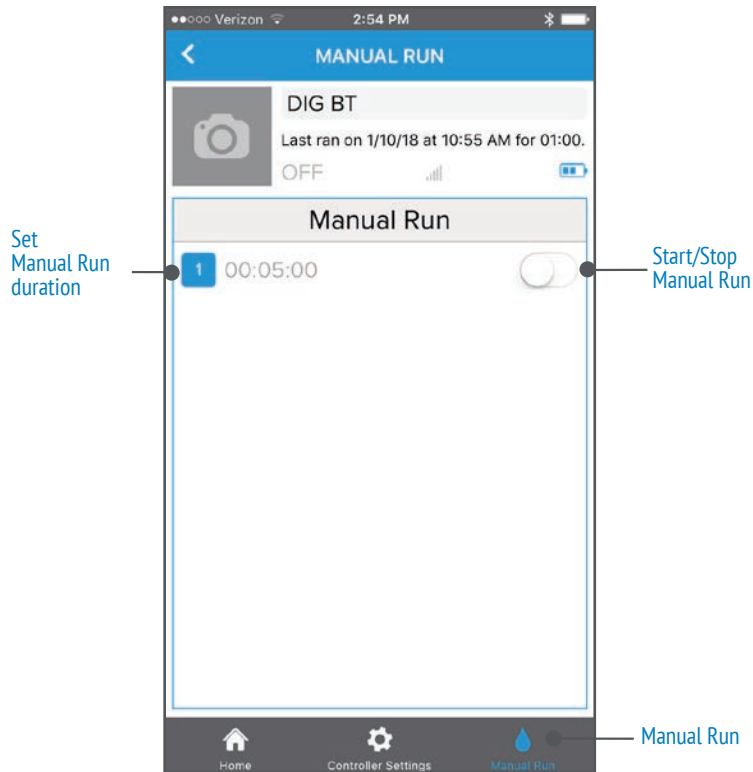 Verizon
2:54 PM
MANUAL RUN
DIG BT
Last ran on 1/10/18 at 10:55 AM for 01:00.
OFF
Manual Run
Set
Manual Run
duration
1 00:05:00
Start/Stop
Manual Run
Manual Run
Home
Controller Settings
Manual Run